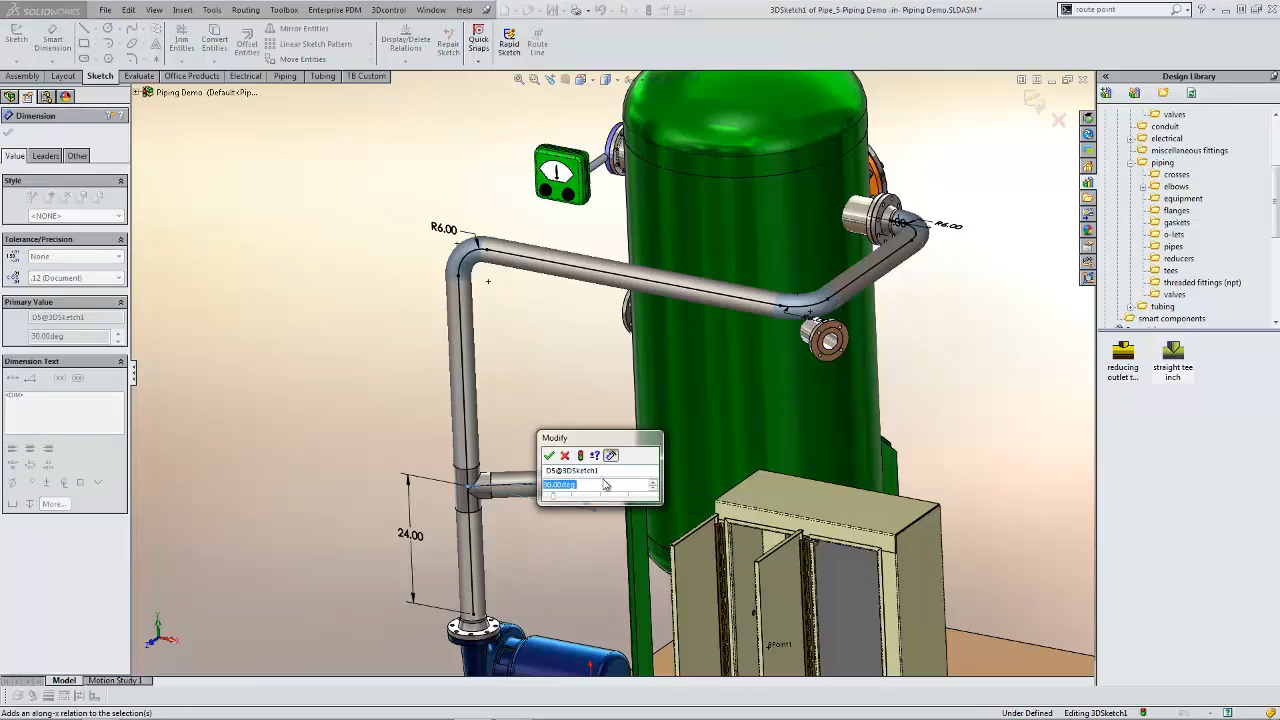 SOLIDWORKS
File Edit View Insert Tools Routing Toolbox Enterprise PDM 3Dcontrol Window Help
3DSketch1 of Pipe_5-Piping Demo -in- Piping Demo.SLDASM *
route point
Sketch
Smart Dimension
Trim Entities
Convert Entities
Offset Entities
Mirror Entities
Linear Sketch Pattern
Move Entities
Display/Delete Relations
Repair Sketch
Quick Snaps
Rapid Sketch
Route Line
Assembly Layout Sketch Evaluate Office Products Electrical Piping Tubing TB Custom
Piping Demo (Default<Pip...
Dimension
Value Leaders Other
Style
<NONE>
Tolerance/Precision
None
.12 (Document)
Primary Value
D5@3DSketch1
30.00deg
Dimension Text
<DIM>
More...
R6.00
R6.00
24.00
Modify
D5@3DSketch1
30.00deg
Point1
Y
X
Z
Design Library
valves
conduit
electrical
miscellaneous fittings
piping
crosses
elbows
equipment
flanges
gaskets
o-lets
pipes
reducers
tees
threaded fittings (npt)
valves
tubing
smart components
reducing outlet t...
straight tee inch
Model Motion Study 1
Adds an along-x relation to the selection(s)
Under Defined Editing 3DSketch1